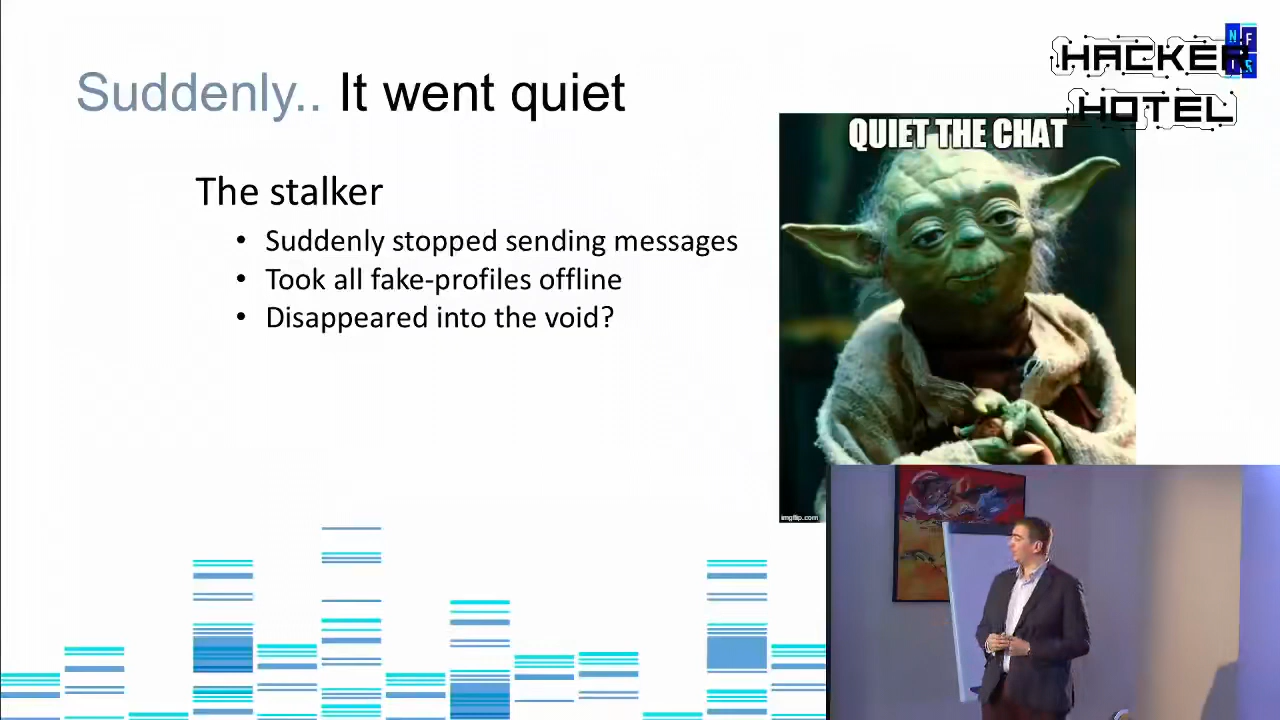 Suddenly.. It went quiet
HACKER
HOTEL
N F
I S
QUIET THE CHAT
The stalker
• Suddenly stopped sending messages
• Took all fake-profiles offline
• Disappeared into the void?
imgflip.com